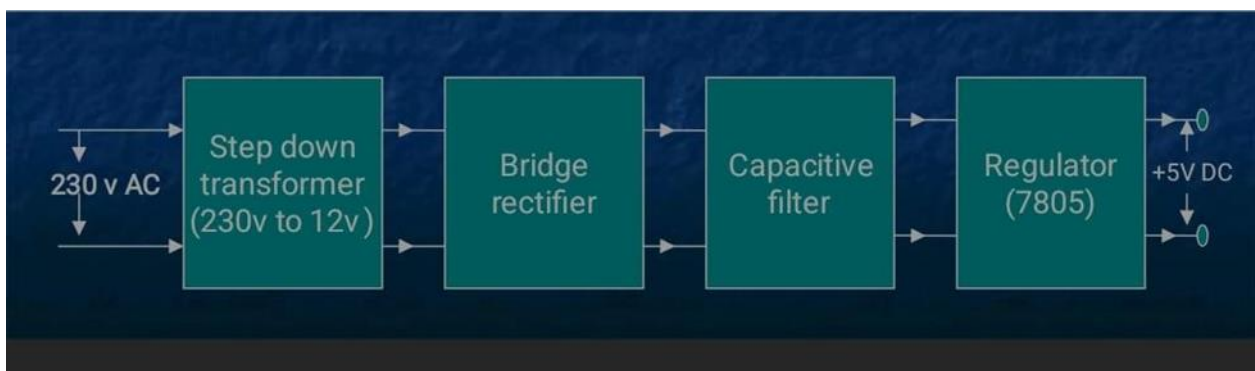 230 v AC
Step down
transformer
(230v to 12v)
Bridge
rectifier
Capacitive
filter
Regulator
(7805)
+5V DC